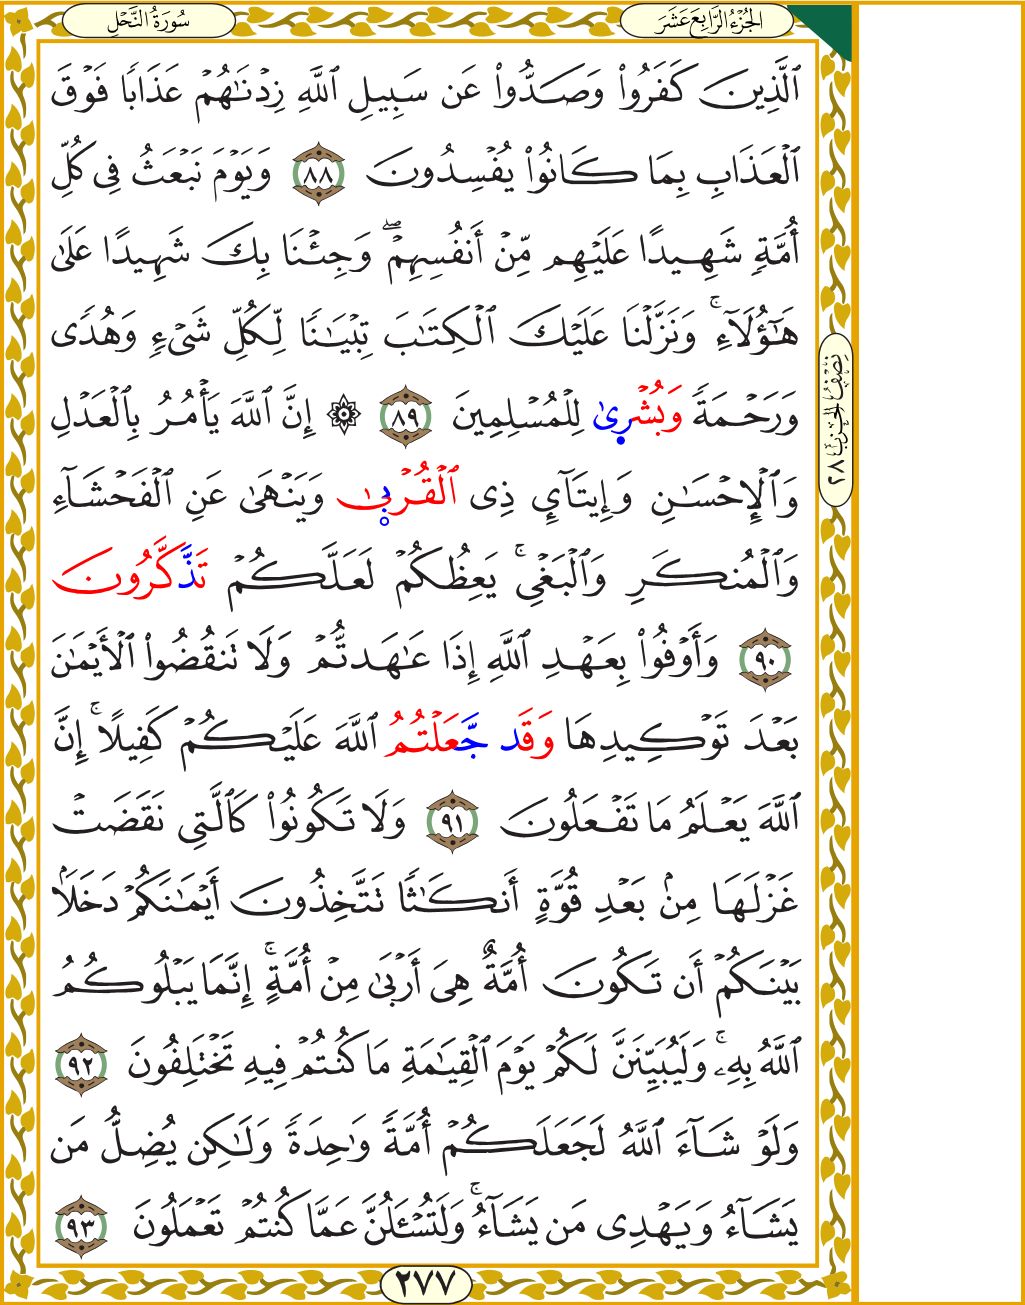 الجُزْءُ الرَّابِعَ عَشَرَ
سُورَةُ النَّحْلِ
ٱلَّذِينَ كَفَرُوا۟ وَصَدُّوا۟ عَن سَبِيلِ ٱللَّهِ زِدْنَـٰهُمْ عَذَابًا فَوْقَ
ٱلْعَذَابِ بِمَا كَانُوا۟ يُفْسِدُونَ ٨٨ وَيَوْمَ نَبْعَثُ فِى كُلِّ
أُمَّةٍ شَهِيدًا عَلَيْهِم مِّنْ أَنفُسِهِمْ ۖ وَجِئْنَا بِكَ شَهِيدًا عَلَىٰ
هَـٰٓؤُلَآءِ ۚ وَنَزَّلْنَا عَلَيْكَ ٱلْكِتَـٰبَ تِبْيَـٰنًا لِّكُلِّ شَىْءٍ وَهُدًى
وَرَحْمَةً وَبُشْرِىٰ لِلْمُسْلِمِينَ ٨٩ ۞ إِنَّ ٱللَّهَ يَأْمُرُ بِٱلْعَدْلِ
وَٱلْإِحْسَـٰنِ وَإِيتَآئِ ذِى ٱلْقُرْبىٰ وَيَنْهَىٰ عَنِ ٱلْفَحْشَآءِ
وَٱلْمُنكَرِ وَٱلْبَغْىِ ۚ يَعِظُكُمْ لَعَلَّكُمْ تَذَّكَّرُونَ
٩٠ وَأَوْفُوا۟ بِعَهْدِ ٱللَّهِ إِذَا عَـٰهَدتُّمْ وَلَا تَنقُضُوا۟ ٱلْأَيْمَـٰنَ
بَعْدَ تَوْكِيدِهَا وَقَد جَّعَلْتُمُ ٱللَّهَ عَلَيْكُمْ كَفِيلًا ۚ إِنَّ
ٱللَّهَ يَعْلَمُ مَا تَفْعَلُونَ ٩١ وَلَا تَكُونُوا۟ كَٱلَّتِى نَقَضَتْ
غَزْلَهَا مِنۢ بَعْدِ قُوَّةٍ أَنكَـٰثًا تَتَّخِذُونَ أَيْمَـٰنَكُمْ دَخَلًۢا
بَيْنَكُمْ أَن تَكُونَ أُمَّةٌ هِىَ أَرْبَىٰ مِنْ أُمَّةٍ ۚ إِنَّمَا يَبْلُوكُمُ
ٱللَّهُ بِهِۦ ۚ وَلَيُبَيِّنَنَّ لَكُمْ يَوْمَ ٱلْقِيَـٰمَةِ مَا كُنتُمْ فِيهِ تَخْتَلِفُونَ ٩٢
وَلَوْ شَآءَ ٱللَّهُ لَجَعَلَكُمْ أُمَّةً وَٰحِدَةً وَلَـٰكِن يُضِلُّ مَن
يَشَآءُ وَيَهْدِى مَن يَشَآءُ ۚ وَلَتُسْـَٔلُنَّ عَمَّا كُنتُمْ تَعْمَلُونَ ٩٣
نِصْفُ الحِزْبِ ٢٨
٢٧٧